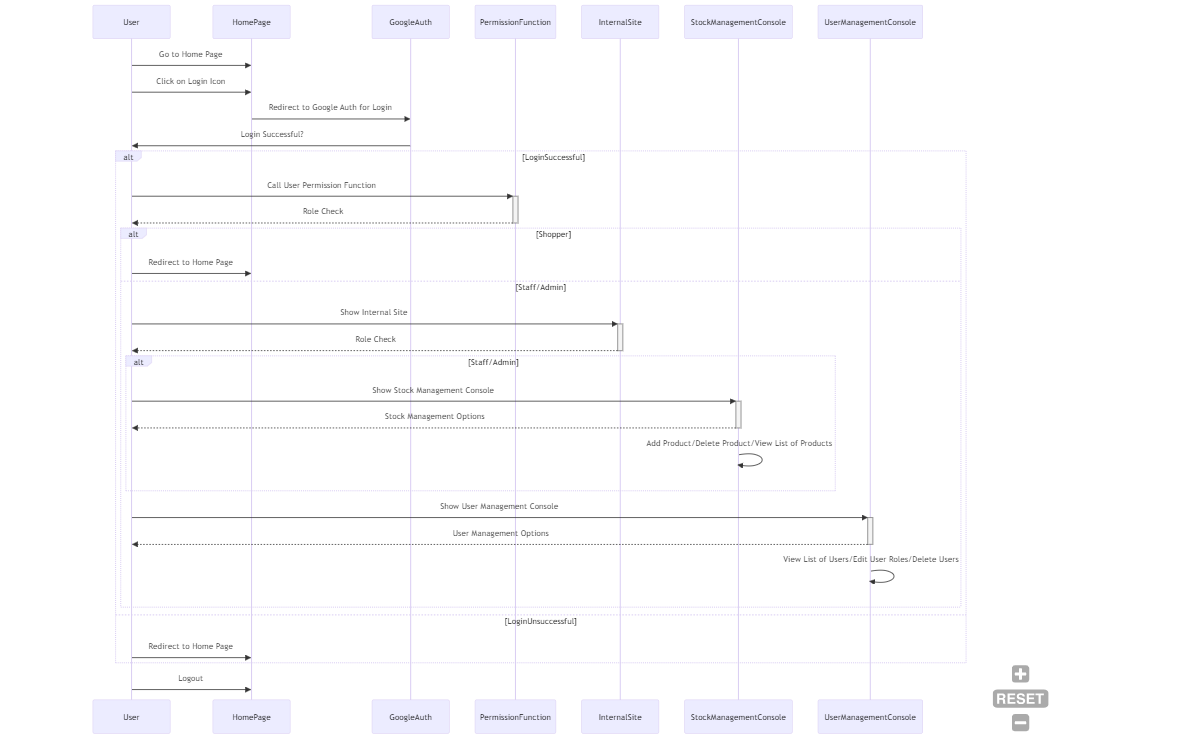 User
HomePage
GoogleAuth
PermissionFunction
InternalSite
StockManagementConsole
UserManagementConsole
Go to Home Page
Click on Login Icon
Redirect to Google Auth for Login
Login Successful?
alt
[LoginSuccessful]
Call User Permission Function
Role Check
alt
[Shopper]
Redirect to Home Page
[Staff/Admin]
Show Internal Site
Role Check
alt
[Staff/Admin]
Show Stock Management Console
Stock Management Options
Add Product/Delete Product/View List of Products
Show User Management Console
User Management Options
View List of Users/Edit User Roles/Delete Users
[LoginUnsuccessful]
Redirect to Home Page
Logout
RESET
User
HomePage
GoogleAuth
PermissionFunction
InternalSite
StockManagementConsole
UserManagementConsole